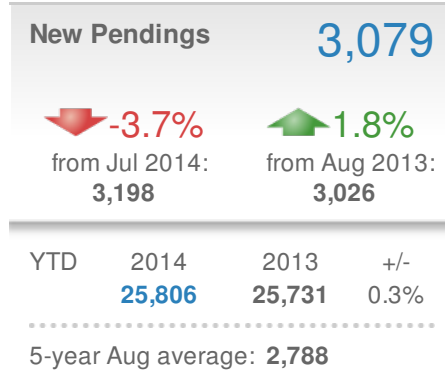 New Pendings 3,079
-3.7% 1.8%
from Jul 2014: from Aug 2013:
3,198 3,026
YTD 2014 2013 +/-
25,806 25,731 0.3%
5-year Aug average: 2,788